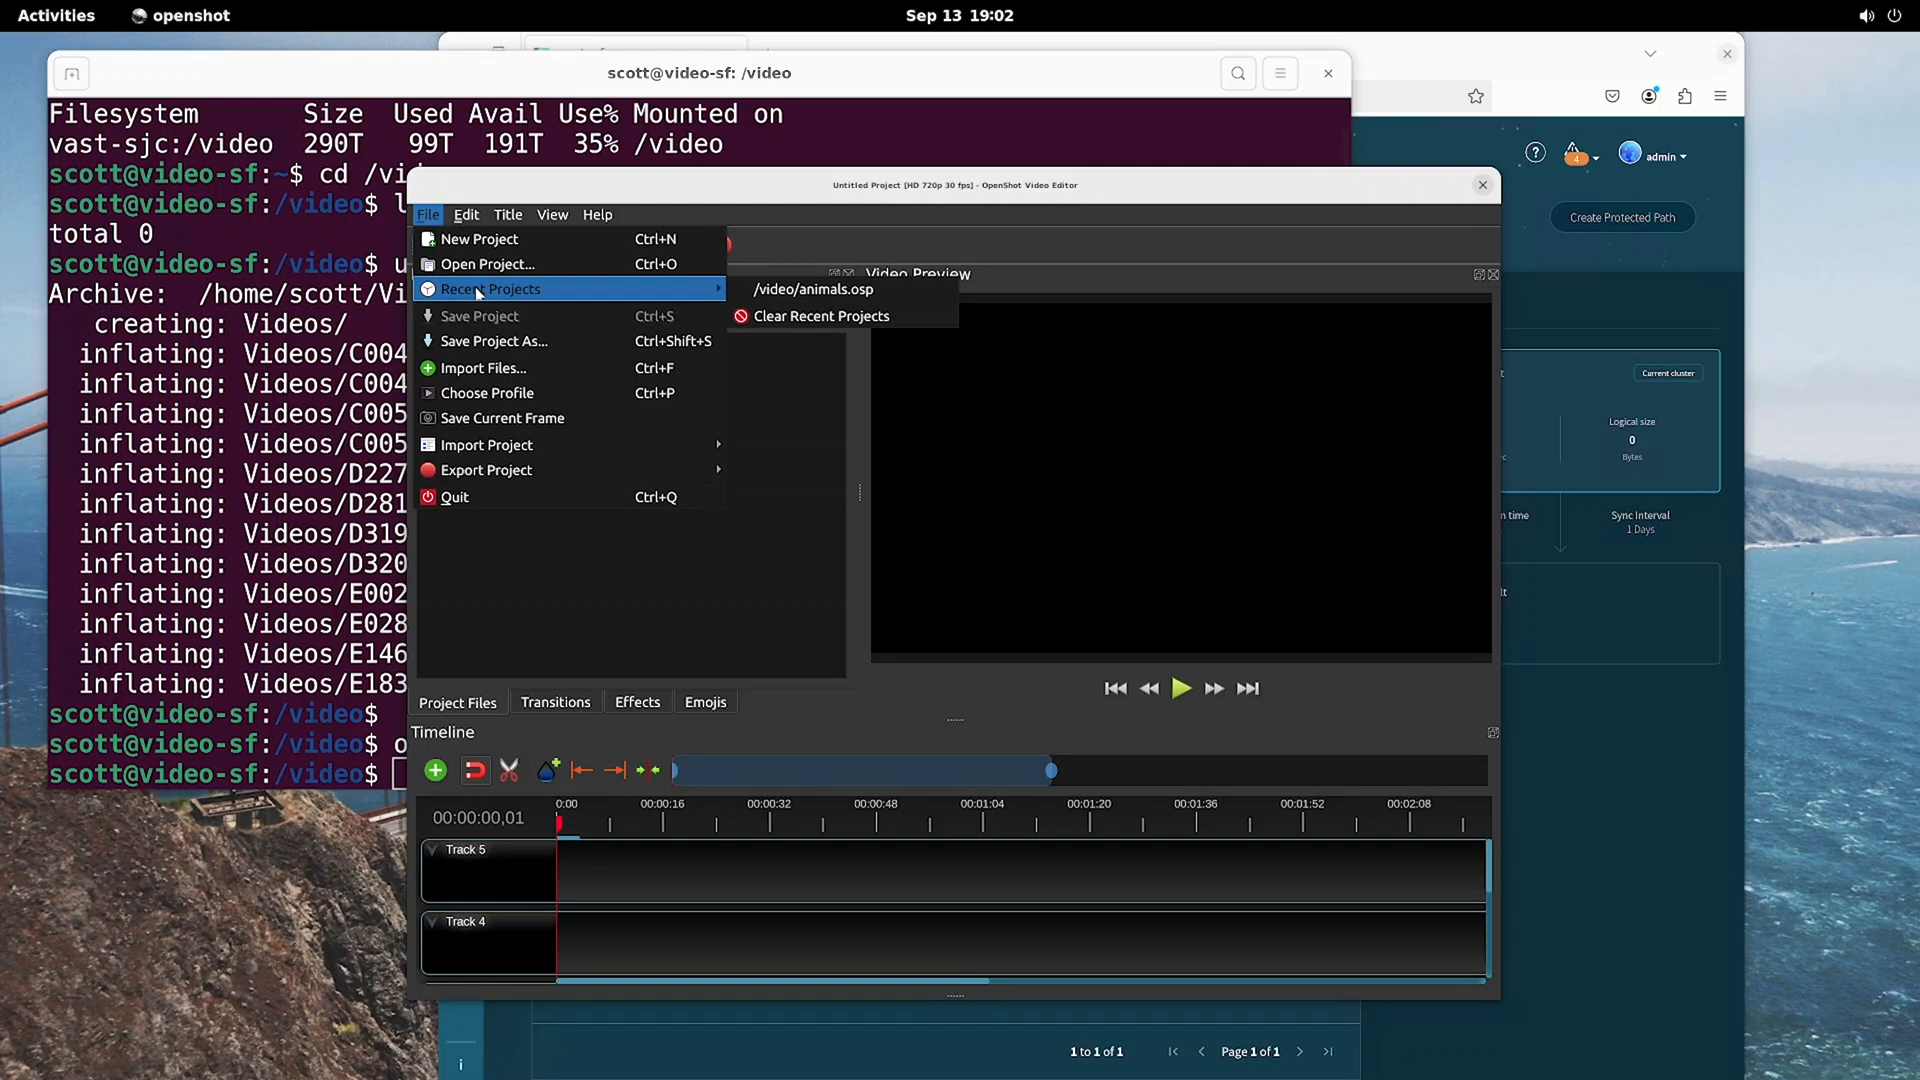 Activities openshot Sep 13 19:02
scott@video-sf: /video
Filesystem Size Used Avail Use% Mounted on
vast-sjc:/video 290T 99T 191T 35% /video
scott@video-sf:~$ cd /vi
scott@video-sf:/video$ l
total 0
scott@video-sf:/video$ u
Archive: /home/scott/Vi
creating: Videos/
inflating: Videos/C004
inflating: Videos/C004
inflating: Videos/C005
inflating: Videos/C005
inflating: Videos/D227
inflating: Videos/D281
inflating: Videos/D319
inflating: Videos/D320
inflating: Videos/E002
inflating: Videos/E028
inflating: Videos/E146
inflating: Videos/E183
scott@video-sf:/video$
scott@video-sf:/video$ o
scott@video-sf:/video$
Untitled Project [HD 720p 30 fps] - OpenShot Video Editor
File Edit Title View Help
New Project Ctrl+N
Open Project... Ctrl+O
Recent Projects
Save Project Ctrl+S
Save Project As... Ctrl+Shift+S
Import Files... Ctrl+F
Choose Profile Ctrl+P
Save Current Frame
Import Project
Export Project
Quit Ctrl+Q
/video/animals.osp
Clear Recent Projects
Video Preview
Project Files Transitions Effects Emojis
Timeline
00:00:00,01
0:00 00:00:16 00:00:32 00:00:48 00:01:04 00:01:20 00:01:36 00:01:52 00:02:08
Track 5
Track 4
4 admin
Create Protected Path
Current cluster
Logical size
0
Bytes
n time
Sync Interval
1 Days
lt
1 to 1 of 1 Page 1 of 1